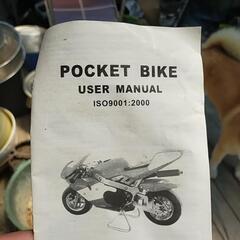 POCKET BIKE
USER MANUAL
ISO9001:2000